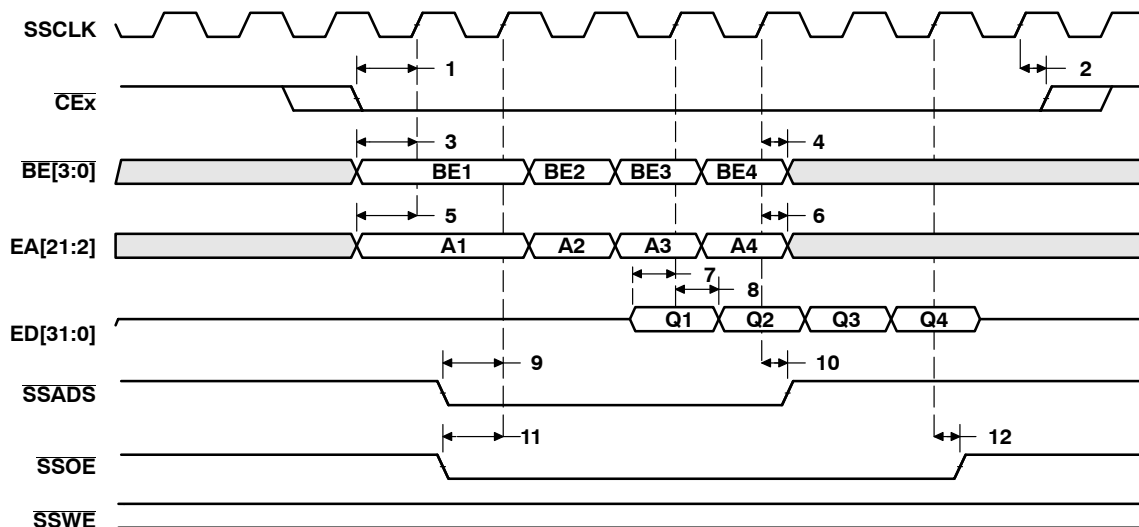 SSCLK
1 2
CEx
3 4
BE[3:0]
BE1 BE2 BE3 BE4
5 6
EA[21:2]
A1 A2 A3 A4
7
8
ED[31:0]
Q1 Q2 Q3 Q4
9 10
SSADS
11 12
SSOE
SSWE